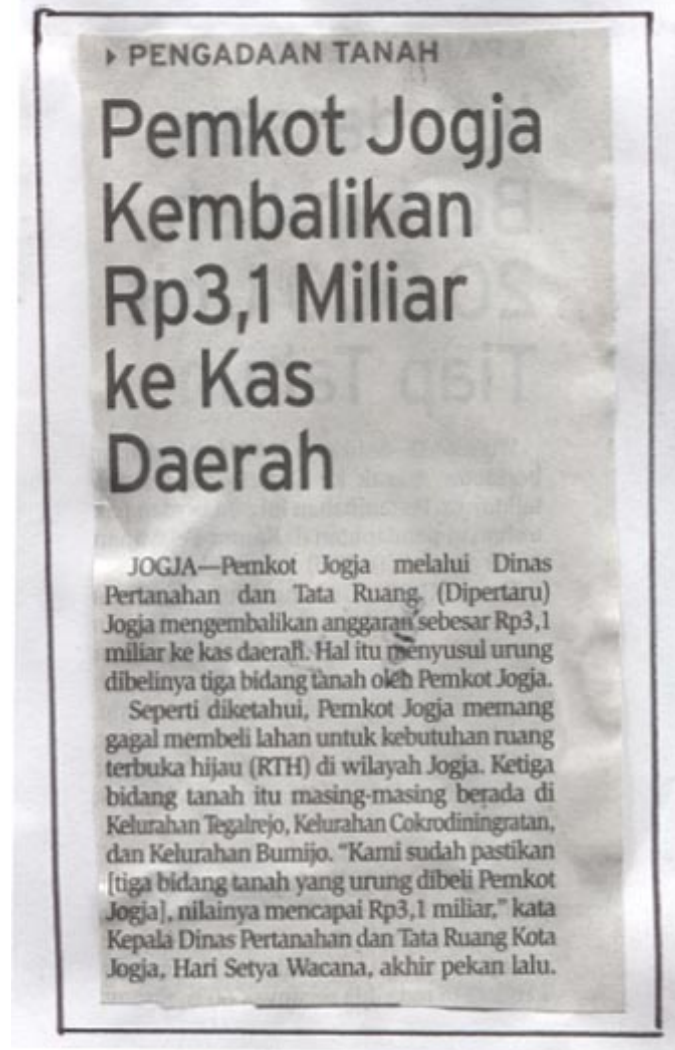 PENGADAAN TANAH
Pemkot Jogja
Kembalikan
Rp3,1 Miliar
ke Kas
Daerah
JOGJA—Pemkot Jogja melalui Dinas
Pertanahan dan Tata Ruang (Dipertaru)
Jogja mengembalikan anggaran sebesar Rp3,1
miliar ke kas daerah. Hal itu menyusul urung
dibelinya tiga bidang tanah oleh Pemkot Jogja.
Seperti diketahui, Pemkot Jogja memang
gagal membeli lahan untuk kebutuhan ruang
terbuka hijau (RTH) di wilayah Jogja. Ketiga
bidang tanah itu masing-masing berada di
Kelurahan Tegalrejo, Kelurahan Cokrodiningratan,
dan Kelurahan Bumijo. “Kami sudah pastikan
[tiga bidang tanah yang urung dibeli Pemkot
Jogja], nilainya mencapai Rp3,1 miliar,” kata
Kepala Dinas Pertanahan dan Tata Ruang Kota
Jogja, Hari Setya Wacana, akhir pekan lalu.